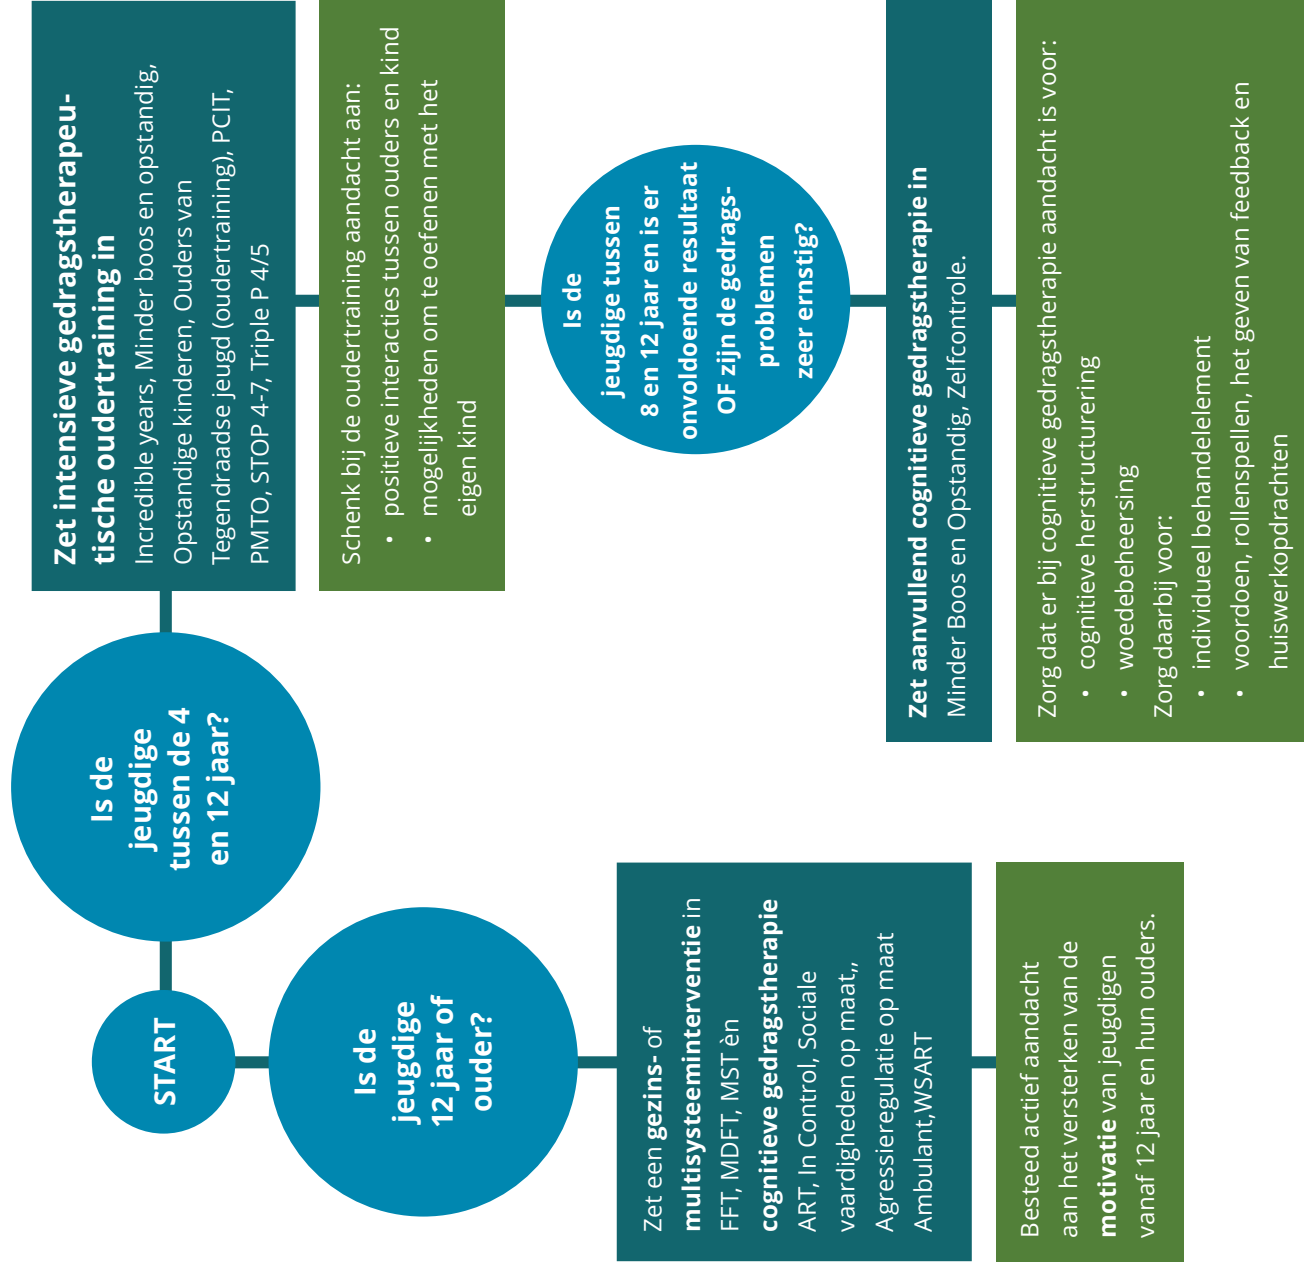 START
Is de
jeugdige
tussen de 4
en 12 jaar?
Zet intensieve gedragstherapeu-
tische oudertraining in
Incredible years, Minder boos en opstandig,
Opstandige kinderen, Ouders van
Tegendraadse jeugd (oudertraining), PCIT,
PMTO, STOP 4-7, Triple P 4/5
Schenk bij de oudertraining aandacht aan:
• positieve interacties tussen ouders en kind
• mogelijkheden om te oefenen met het
eigen kind
Is de
jeugdige tussen
8 en 12 jaar en is er
onvoldoende resultaat
OF zijn de gedrags-
problemen
zeer ernstig?
Zet aanvullend cognitieve gedragstherapie in
Minder Boos en Opstandig, Zelfcontrole.
Zorg dat er bij cognitieve gedragstherapie aandacht is voor:
• cognitieve herstructurering
• woedebeheersing
Zorg daarbij voor:
• individueel behandelelement
• voordoen, rollenspellen, het geven van feedback en
huiswerkopdrachten
Is de
jeugdige
12 jaar of
ouder?
Zet een gezins- of
multisysteeminterventie in
FFT, MDFT, MST èn
cognitieve gedragstherapie
ART, In Control, Sociale
vaardigheden op maat,,
Agressieregulatie op maat
Ambulant,WSART
Besteed actief aandacht
aan het versterken van de
motivatie van jeugdigen
vanaf 12 jaar en hun ouders.